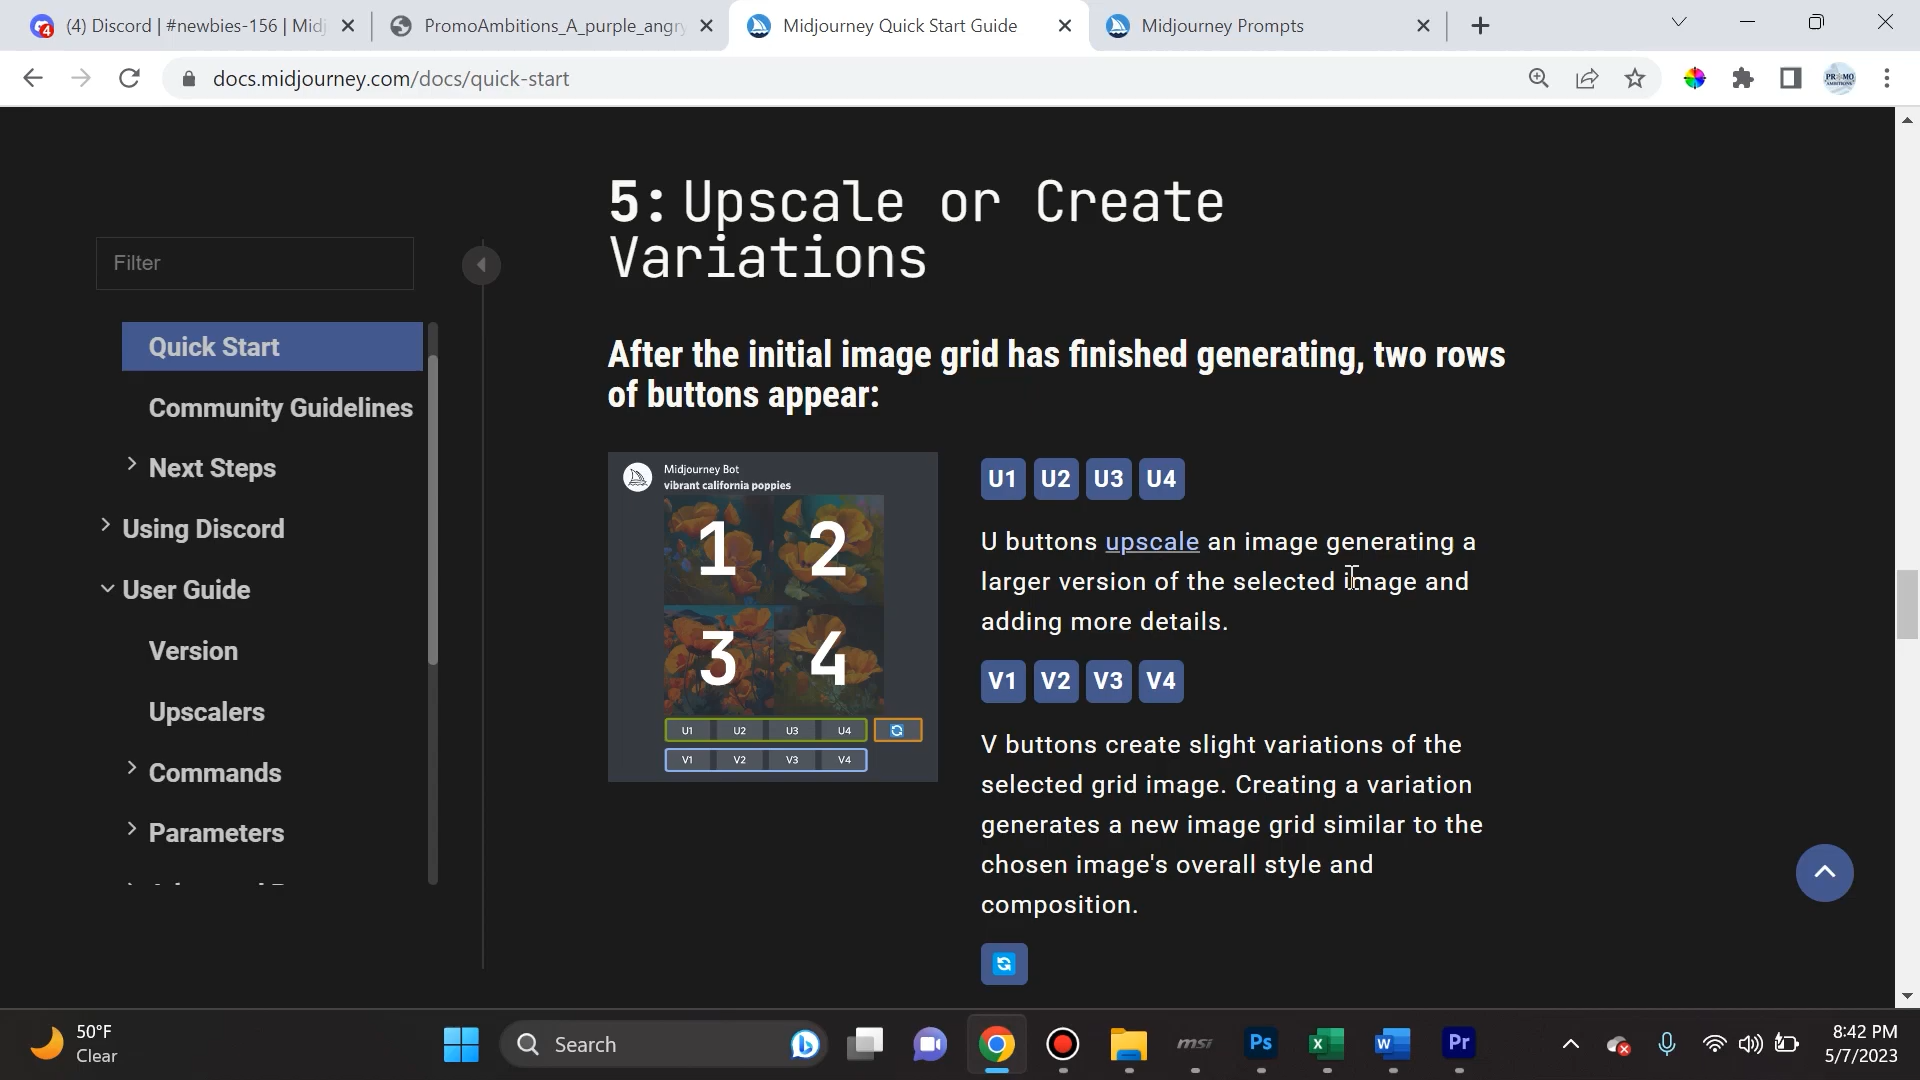 (4) Discord | #newbies-156 | Midj
PromoAmbitions_A_purple_angry
Midjourney Quick Start Guide
Midjourney Prompts
docs.midjourney.com/docs/quick-start
PROMO
5: Upscale or Create
Variations
Filter
Quick Start
Community Guidelines
Next Steps
Using Discord
User Guide
Version
Upscalers
Commands
Parameters
After the initial image grid has finished generating, two rows
of buttons appear:
Midjourney Bot
vibrant california poppies
1 2
3 4
U1 U2 U3 U4
V1 V2 V3 V4
U1 U2 U3 U4
U buttons upscale an image generating a
larger version of the selected image and
adding more details.
V1 V2 V3 V4
V buttons create slight variations of the
selected grid image. Creating a variation
generates a new image grid similar to the
chosen image's overall style and
composition.
50°F
Clear
Search
msi
Ps
X
W
Pr
8:42 PM
5/7/2023